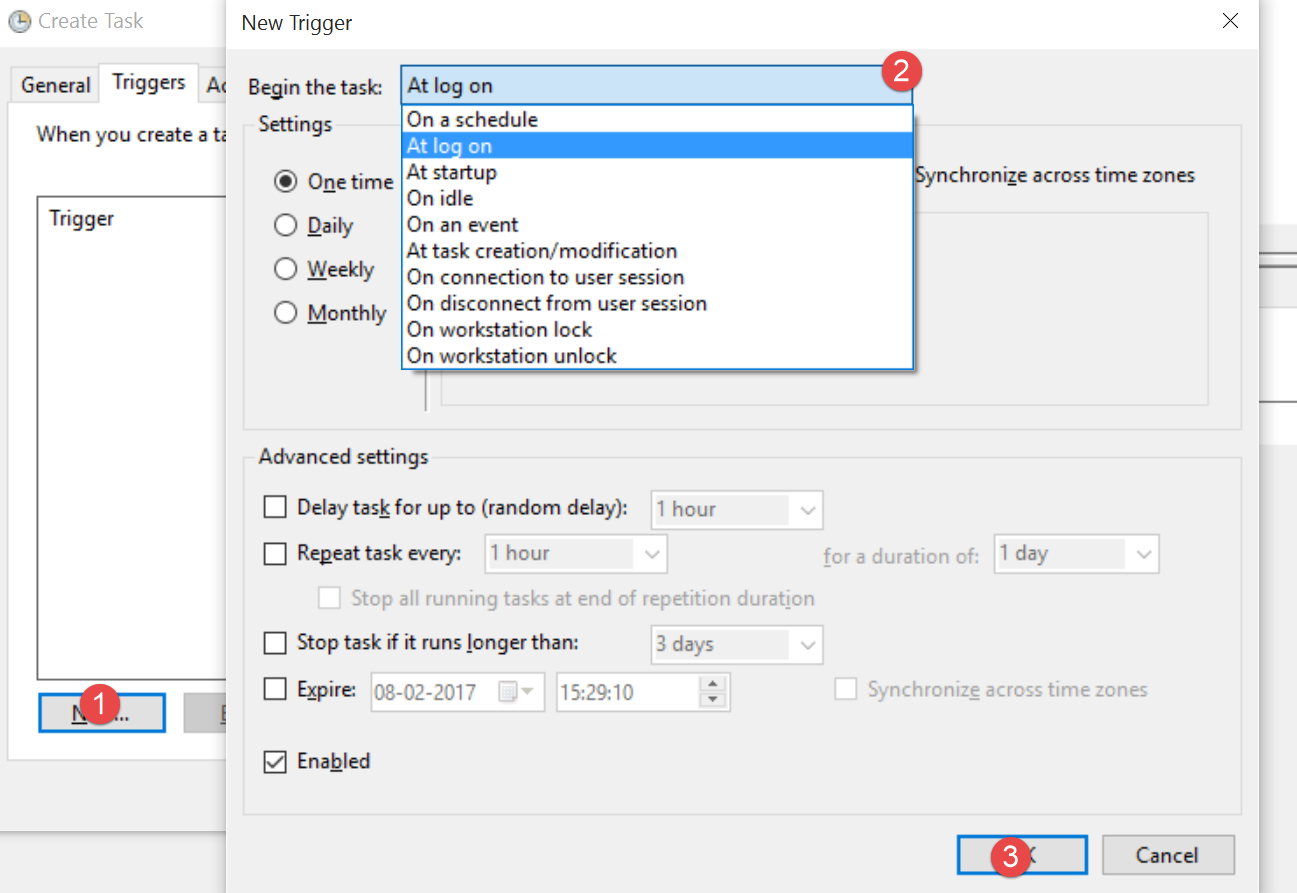 Create Task
New Trigger
General
Triggers
Begin the task:
At log on
2
When you create a ta
Settings
On a schedule
At log on
At startup
On idle
On an event
At task creation/modification
On connection to user session
On disconnect from user session
On workstation lock
On workstation unlock
One time
Synchronize across time zones
Daily
Weekly
Monthly
Trigger
Advanced settings
Delay task for up to (random delay):
1 hour
Repeat task every:
1 hour
for a duration of:
1 day
Stop all running tasks at end of repetition duration
Stop task if it runs longer than:
3 days
Expire:
08-02-2017
15:29:10
Synchronize across time zones
1
Enabled
3
Cancel